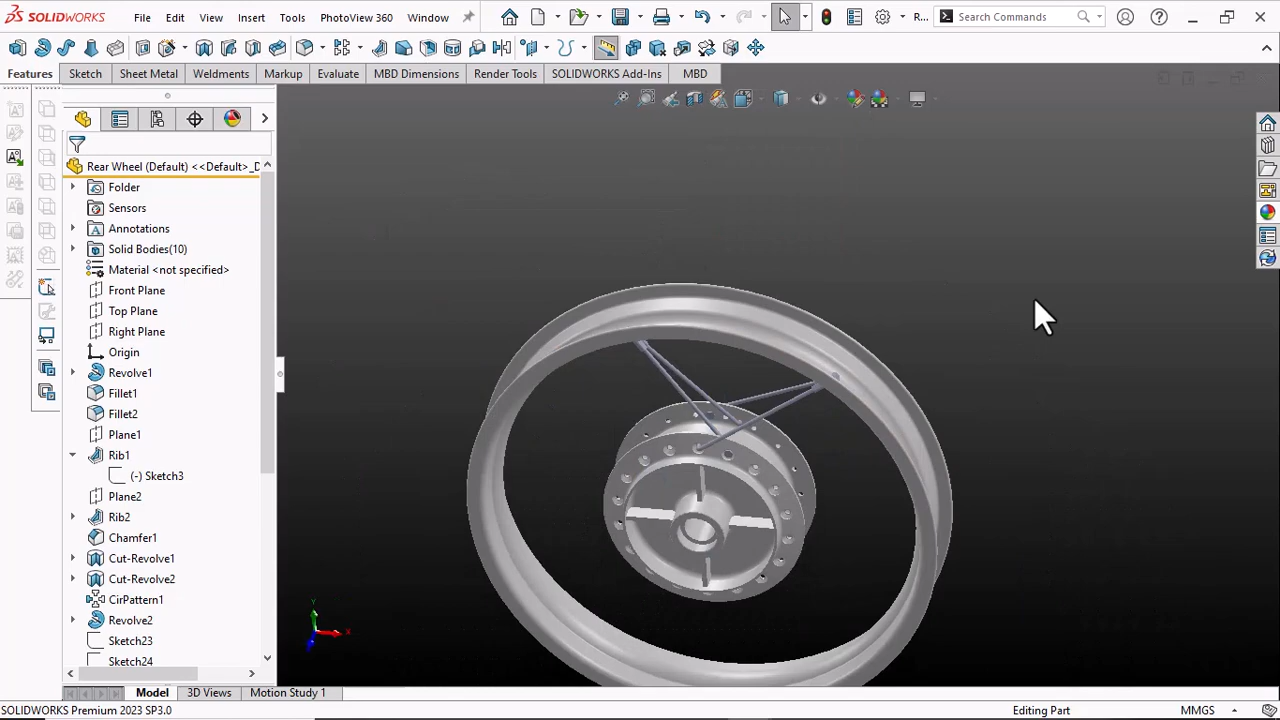 SOLIDWORKS File Edit View Insert Tools PhotoView 360 Window R... Search Commands
Features Sketch Sheet Metal Weldments Markup Evaluate MBD Dimensions Render Tools SOLIDWORKS Add-Ins MBD
Rear Wheel (Default) <<Default>_D
Folder
Sensors
Annotations
Solid Bodies(10)
Material <not specified>
Front Plane
Top Plane
Right Plane
Origin
Revolve1
Fillet1
Fillet2
Plane1
Rib1
(-) Sketch3
Plane2
Rib2
Chamfer1
Cut-Revolve1
Cut-Revolve2
CirPattern1
Revolve2
Sketch23
Sketch24
Y
X
Model 3D Views Motion Study 1
SOLIDWORKS Premium 2023 SP3.0 Editing Part MMGS